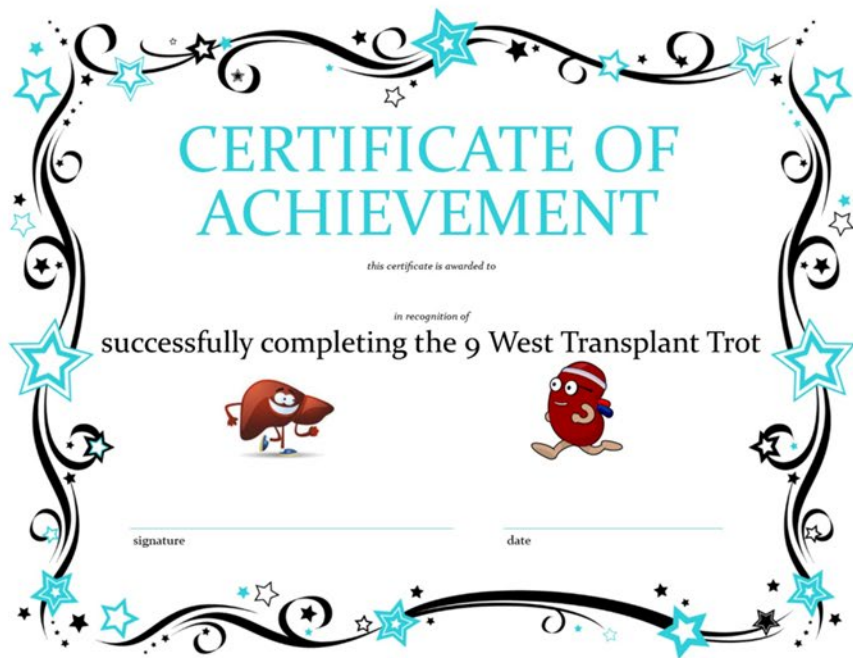 CERTIFICATE OF
ACHIEVEMENT
this certificate is awarded to
in recognition of
successfully completing the 9 West Transplant Trot
signature
date